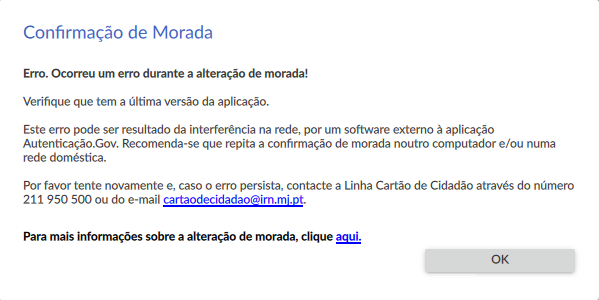 Confirmação de Morada
Erro. Ocorreu um erro durante a alteração de morada!
Verifique que tem a última versão da aplicação.
Este erro pode ser resultado da interferência na rede, por um software externo à aplicação
Autenticação.Gov. Recomenda-se que repita a confirmação de morada noutro computador e/ou numa
rede doméstica.
Por favor tente novamente e, caso o erro persista, contacte a Linha Cartão de Cidadão através do número
211 950 500 ou do e-mail cartaodecidadao@irn.mj.pt.
Para mais informações sobre a alteração de morada, clique aqui.
OK